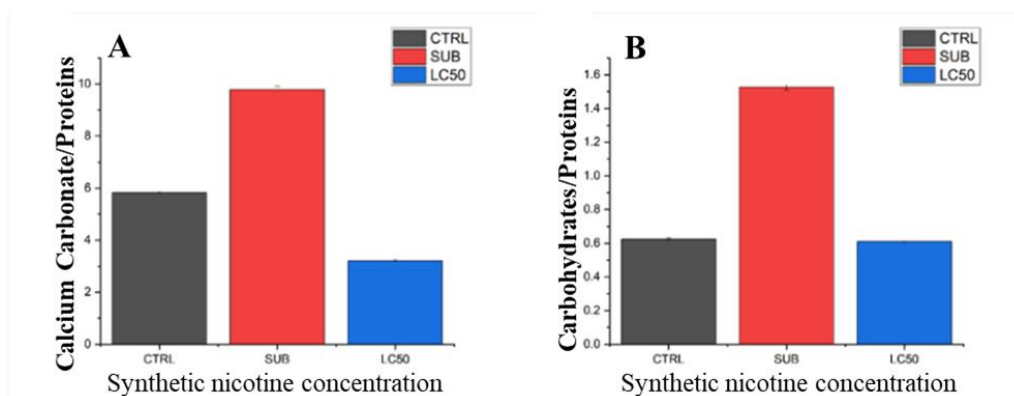 A
CTRL
SUB
LC50
10
8
6
4
2
0
Calcium Carbonate/Proteins
CTRL
SUB
LC50
Synthetic nicotine concentration
B
CTRL
SUB
LC50
1.6
1.4
1.2
1.0
0.8
0.6
0.4
0.2
0.0
Carbohydrates/Proteins
CTRL
SUB
LC50
Synthetic nicotine concentration